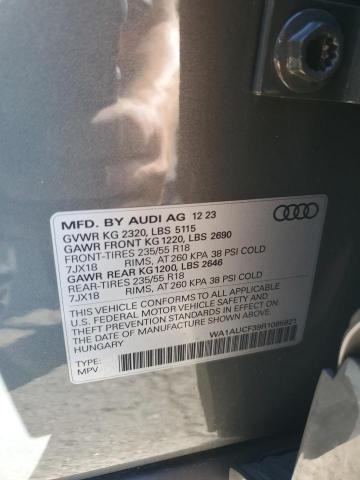 MFD. BY AUDI AG 12 23
GVWR KG 2320, LBS 5115
GAWR FRONT KG 1220, LBS 2690
FRONT-TIRES 235/55 R18
7JX18 RIMS, AT 260 KPA 38 PSI COLD
GAWR REAR KG 1200, LBS 2646
REAR-TIRES 235/55 R18
7JX18 RIMS, AT 260 KPA 38 PSI COLD
THIS VEHICLE CONFORMS TO ALL APPLICABLE
U.S. FEDERAL MOTOR VEHICLE SAFETY AND
THEFT PREVENTION STANDARDS IN EFFECT ON
THE DATE OF MANUFACTURE SHOWN ABOVE
HUNGARY
WA1AUCF39R1085921
TYPE:
MPV